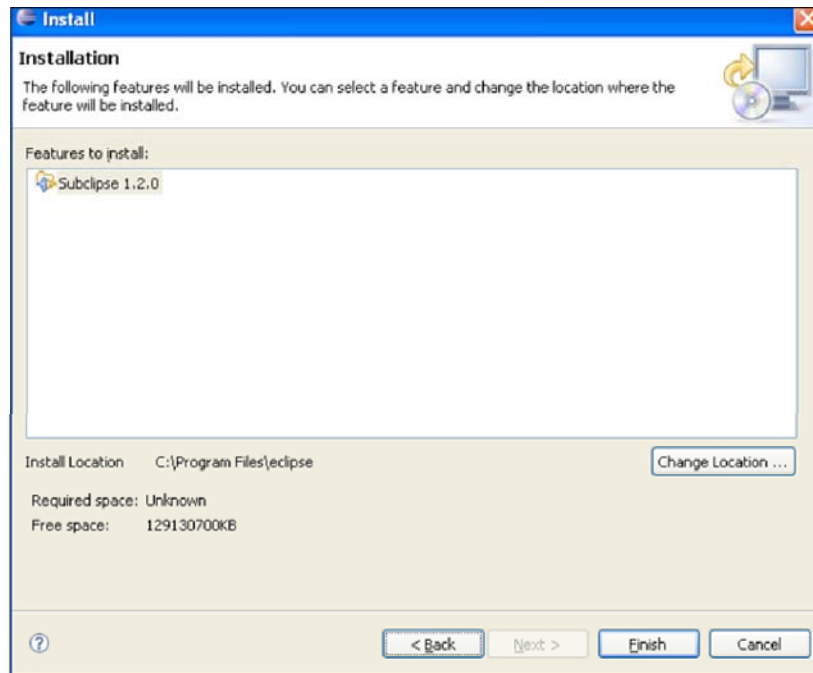 Install
Installation
The following features will be installed. You can select a feature and change the location where the
feature will be installed.
Features to install:
Subclipse 1.2.0
Install Location C:\Program Files\eclipse
Change Location ...
Required space: Unknown
Free space: 129130700KB
?
< Back
Next >
Finish
Cancel